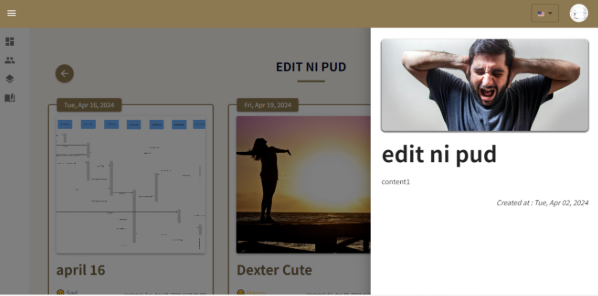 EDIT NI PUD
Tue, Apr 16, 2024
Fri, Apr 19, 2024
april 16
Dexter Cute
edit ni pud
content1
Created at : Tue, Apr 02, 2024